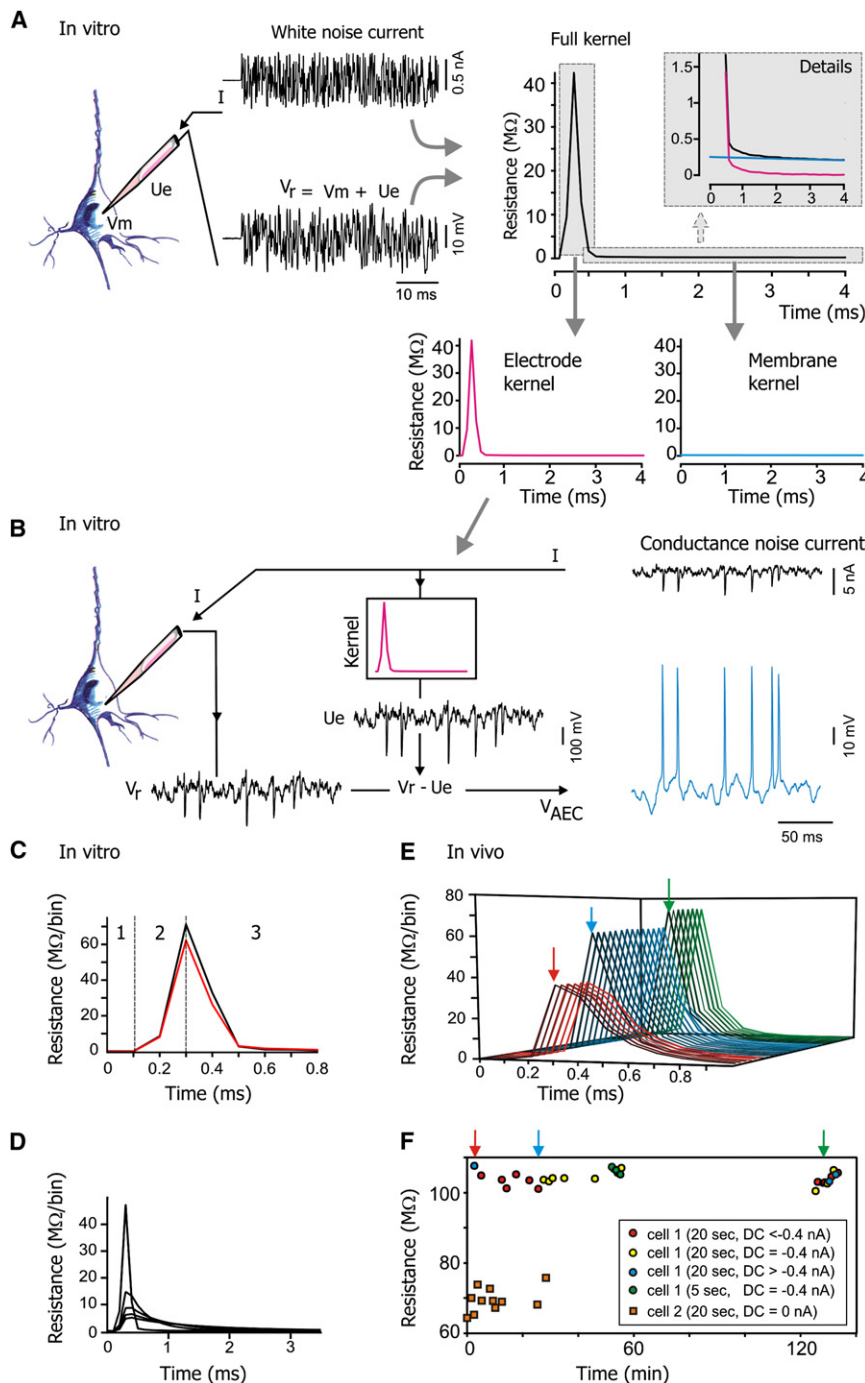 A
In vitro
White noise current
I
0.5 nA
Ue
Vm
Vr = Vm + Ue
10 mV
10 ms
Full kernel
Resistance (MΩ)
40
30
20
10
0
0
1
2
3
4
Time (ms)
Details
1.5
1
0.5
0
0
1
2
3
4
Electrode kernel
Resistance (MΩ)
40
30
20
10
0
0
1
2
3
4
Time (ms)
Membrane kernel
40
30
20
10
0
0
1
2
3
4
Time (ms)
B
In vitro
I
I
Kernel
Ue
100 mV
Vr
Vr - Ue
VAEC
Conductance noise current
5 nA
10 mV
50 ms
C
In vitro
Resistance (MΩ/bin)
60
40
20
0
1
2
3
0
0.2
0.4
0.6
0.8
Time (ms)
E
In vivo
Resistance (MΩ/bin)
80
60
40
20
0
80
60
40
20
0
0
0.2
0.4
0.6
0.8
Time (ms)
D
Resistance (MΩ/bin)
40
30
20
10
0
0
1
2
3
Time (ms)
F
Resistance (MΩ)
100
80
60
0
40
80
120
Time (min)
cell 1 (20 sec, DC <-0.4 nA)
cell 1 (20 sec, DC = -0.4 nA)
cell 1 (20 sec, DC > -0.4 nA)
cell 1 (5 sec, DC = -0.4 nA)
cell 2 (20 sec, DC = 0 nA)